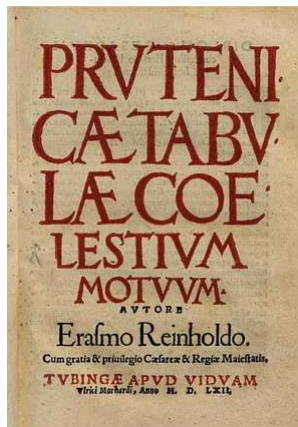 PRVTENI
CÆ TABV
LÆ COE
LESTIVM
MOTVVM.
AVTORE
Erasmo Reinholdo.
Cum gratia & priuilegio Cæsareæ & Regiæ Maiestatis,
TVBINGÆ APVD VIDVAM
Vlrici Morhardi, Anno M. D. LXII.